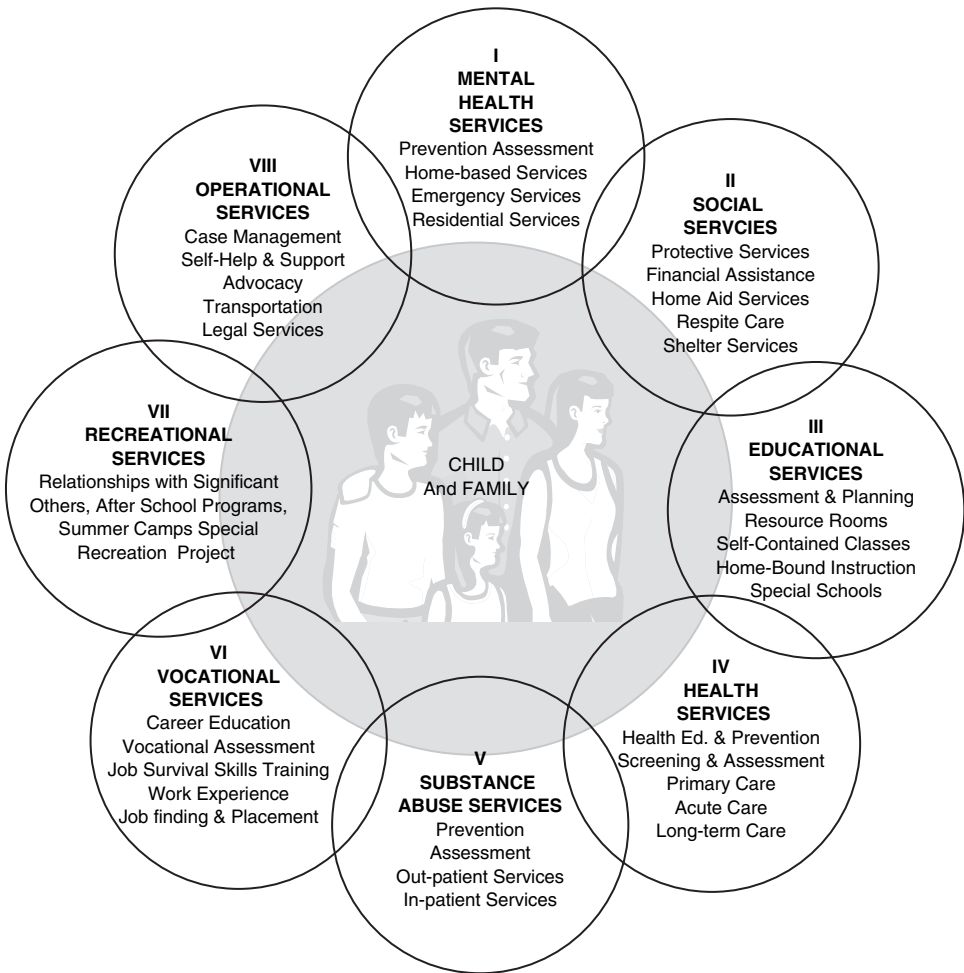 I
MENTAL
HEALTH
SERVICES
Prevention Assessment
Home-based Services
Emergency Services
Residential Services
II
SOCIAL
SERVCIES
Protective Services
Financial Assistance
Home Aid Services
Respite Care
Shelter Services
III
EDUCATIONAL
SERVICES
Assessment & Planning
Resource Rooms
Self-Contained Classes
Home-Bound Instruction
Special Schools
IV
HEALTH
SERVICES
Health Ed. & Prevention
Screening & Assessment
Primary Care
Acute Care
Long-term Care
V
SUBSTANCE
ABUSE SERVICES
Prevention
Assessment
Out-patient Services
In-patient Services
VI
VOCATIONAL
SERVICES
Career Education
Vocational Assessment
Job Survival Skills Training
Work Experience
Job finding & Placement
VII
RECREATIONAL
SERVICES
Relationships with Significant
Others, After School Programs,
Summer Camps Special
Recreation Project
VIII
OPERATIONAL
SERVICES
Case Management
Self-Help & Support
Advocacy
Transportation
Legal Services
CHILD
And FAMILY